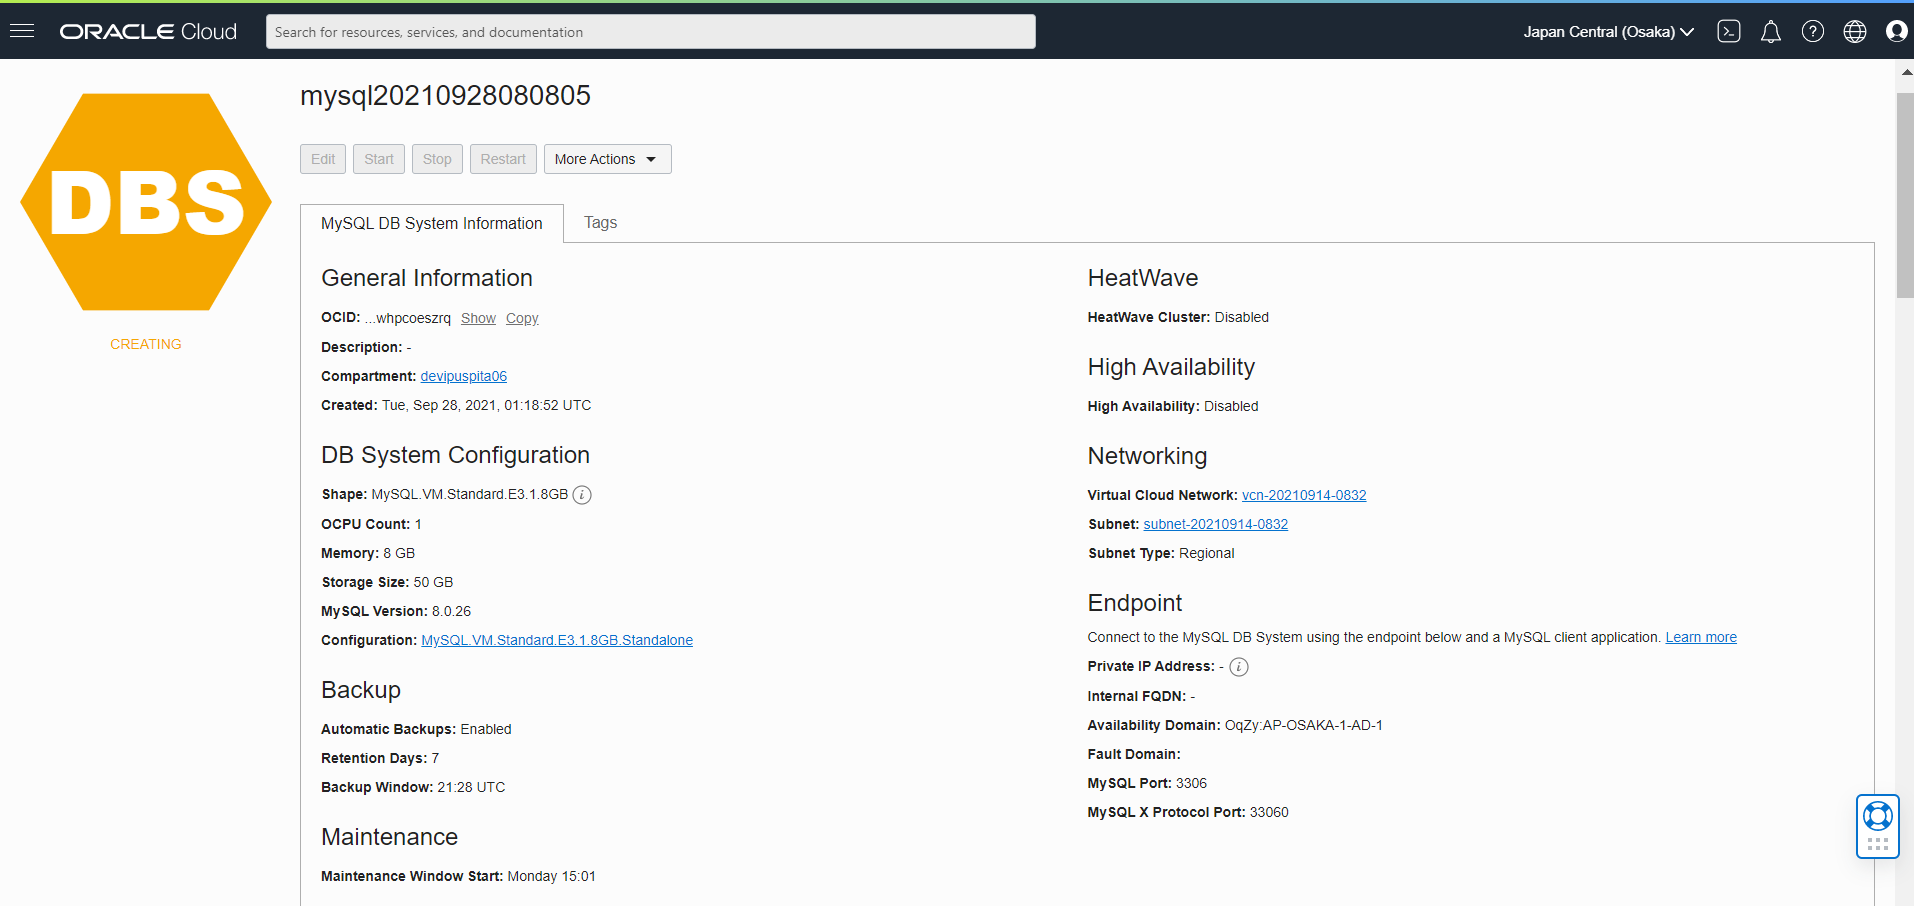 ORACLE Cloud
Search for resources, services, and documentation
Japan Central (Osaka)
DBS
CREATING
mysql20210928080805
Edit
Start
Stop
Restart
More Actions
MySQL DB System Information
Tags
General Information
OCID: ...whpcoeszrq Show Copy
Description: -
Compartment: devipuspita06
Created: Tue, Sep 28, 2021, 01:18:52 UTC
DB System Configuration
Shape: MySQL.VM.Standard.E3.1.8GB
OCPU Count: 1
Memory: 8 GB
Storage Size: 50 GB
MySQL Version: 8.0.26
Configuration: MySQL.VM.Standard.E3.1.8GB.Standalone
Backup
Automatic Backups: Enabled
Retention Days: 7
Backup Window: 21:28 UTC
Maintenance
Maintenance Window Start: Monday 15:01
HeatWave
HeatWave Cluster: Disabled
High Availability
High Availability: Disabled
Networking
Virtual Cloud Network: vcn-20210914-0832
Subnet: subnet-20210914-0832
Subnet Type: Regional
Endpoint
Connect to the MySQL DB System using the endpoint below and a MySQL client application. Learn more
Private IP Address: -
Internal FQDN: -
Availability Domain: OqZy:AP-OSAKA-1-AD-1
Fault Domain:
MySQL Port: 3306
MySQL X Protocol Port: 33060